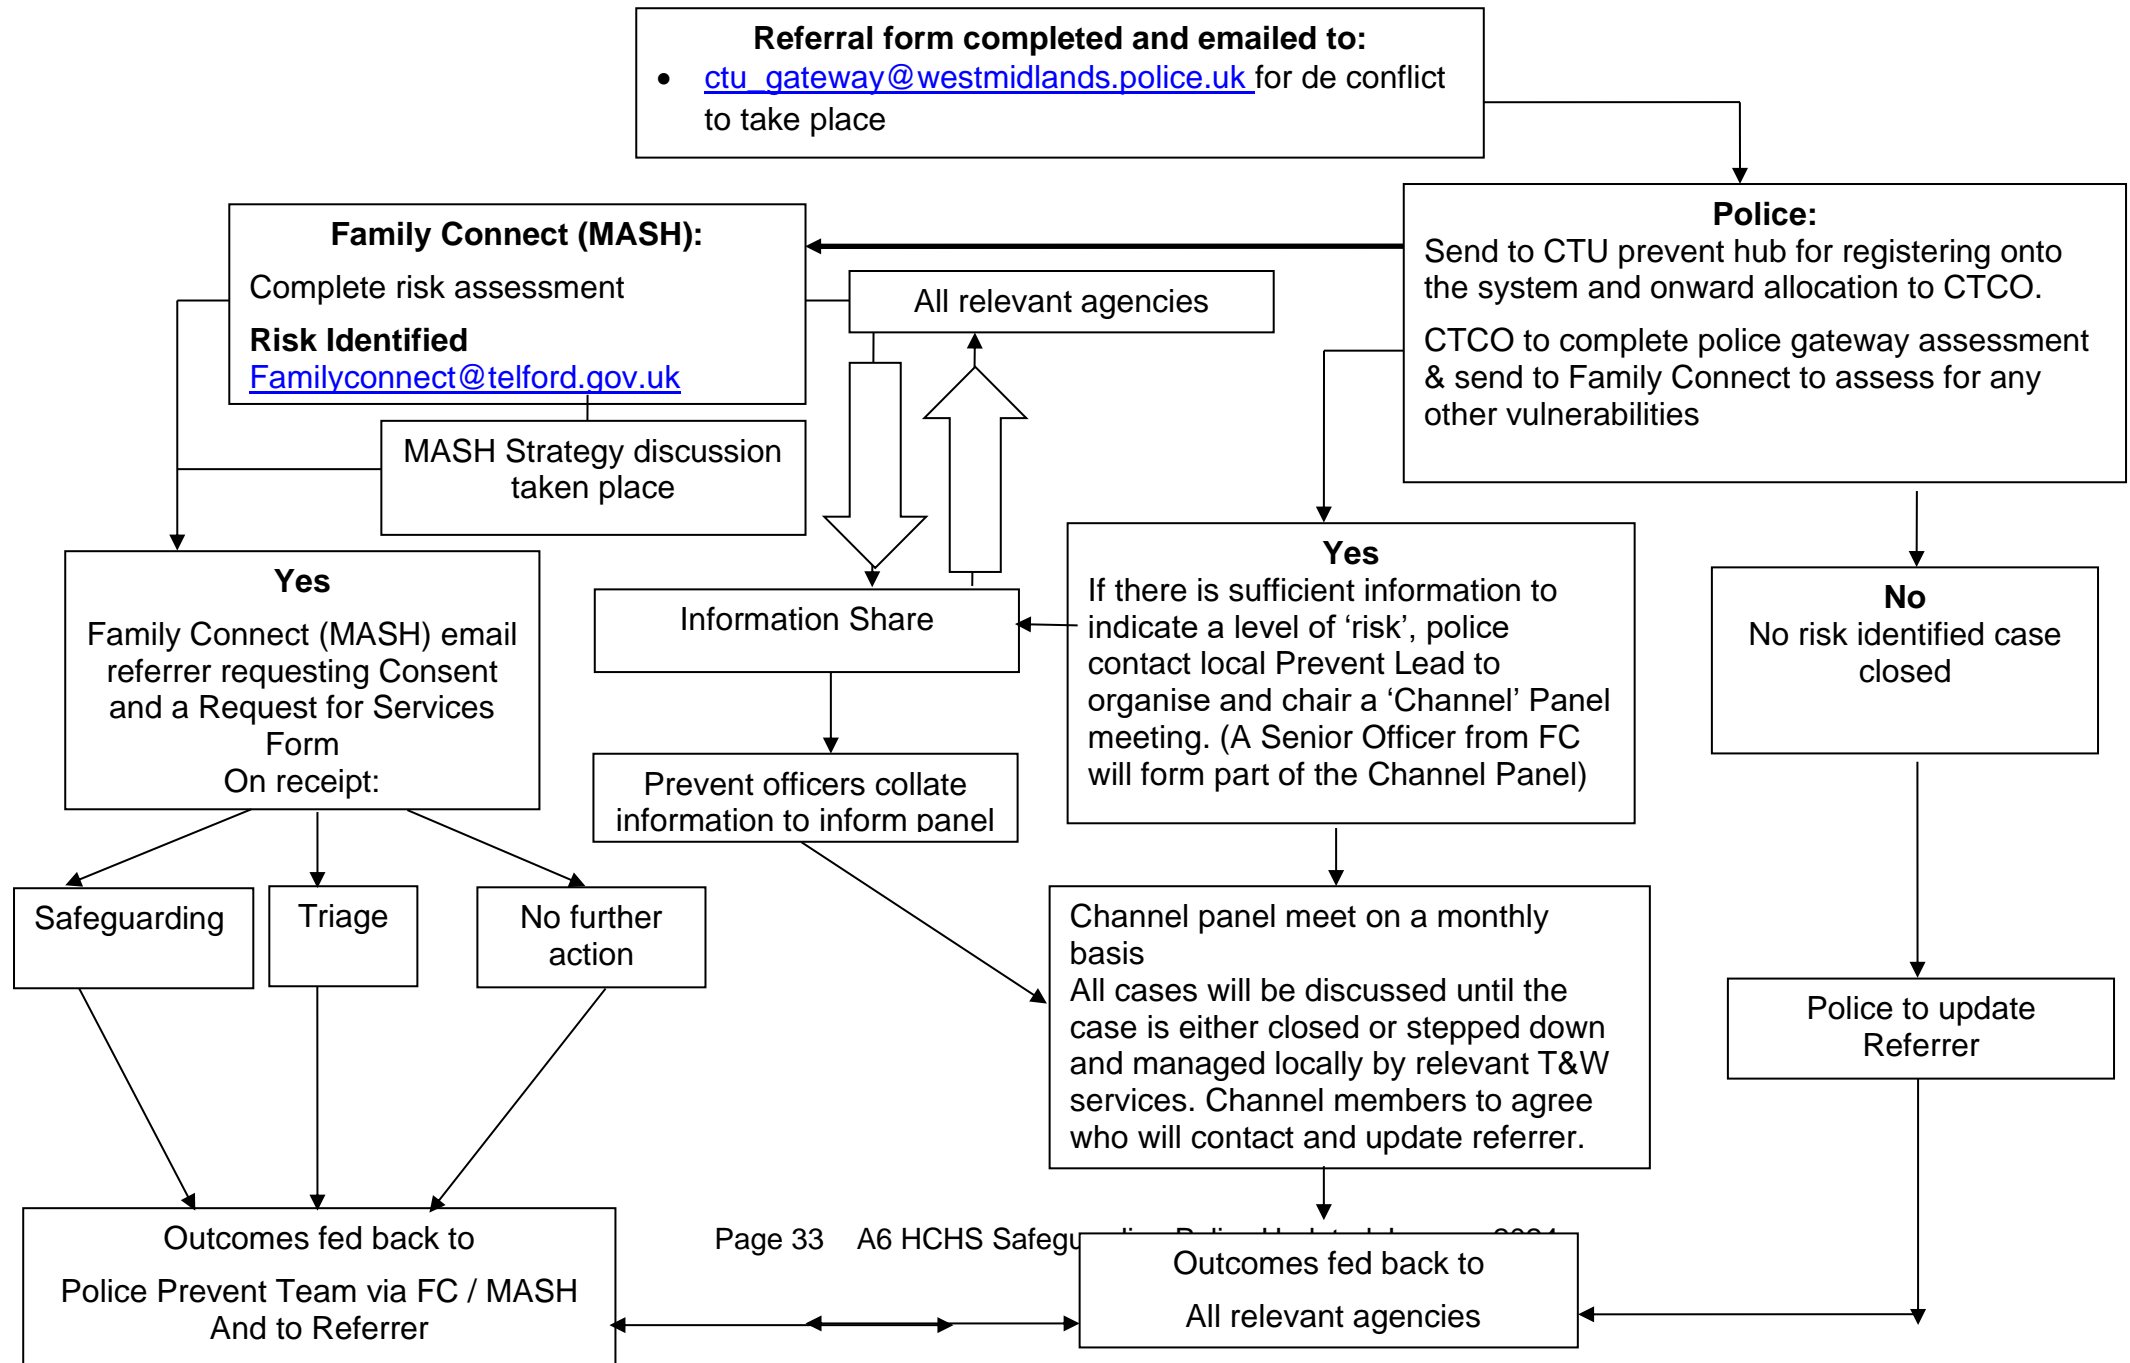 Referral form completed and emailed to:
• ctu_gateway@westmidlands.police.uk for de conflict
to take place
Police:
Send to CTU prevent hub for registering onto
the system and onward allocation to CTCO.
CTCO to complete police gateway assessment
& send to Family Connect to assess for any
other vulnerabilities
Family Connect (MASH):
Complete risk assessment
Risk Identified
Familyconnect@telford.gov.uk
All relevant agencies
MASH Strategy discussion
taken place
Yes
Family Connect (MASH) email
referrer requesting Consent
and a Request for Services
Form
On receipt:
Information Share
Yes
If there is sufficient information to
indicate a level of ‘risk’, police
contact local Prevent Lead to
organise and chair a ‘Channel’ Panel
meeting. (A Senior Officer from FC
will form part of the Channel Panel)
No
No risk identified case
closed
Prevent officers collate
information to inform panel
Safeguarding
Triage
No further
action
Channel panel meet on a monthly
basis
All cases will be discussed until the
case is either closed or stepped down
and managed locally by relevant T&W
services. Channel members to agree
who will contact and update referrer.
Police to update
Referrer
Outcomes fed back to
Police Prevent Team via FC / MASH
And to Referrer
Page 33 A6 HCHS
Outcomes fed back to
All relevant agencies